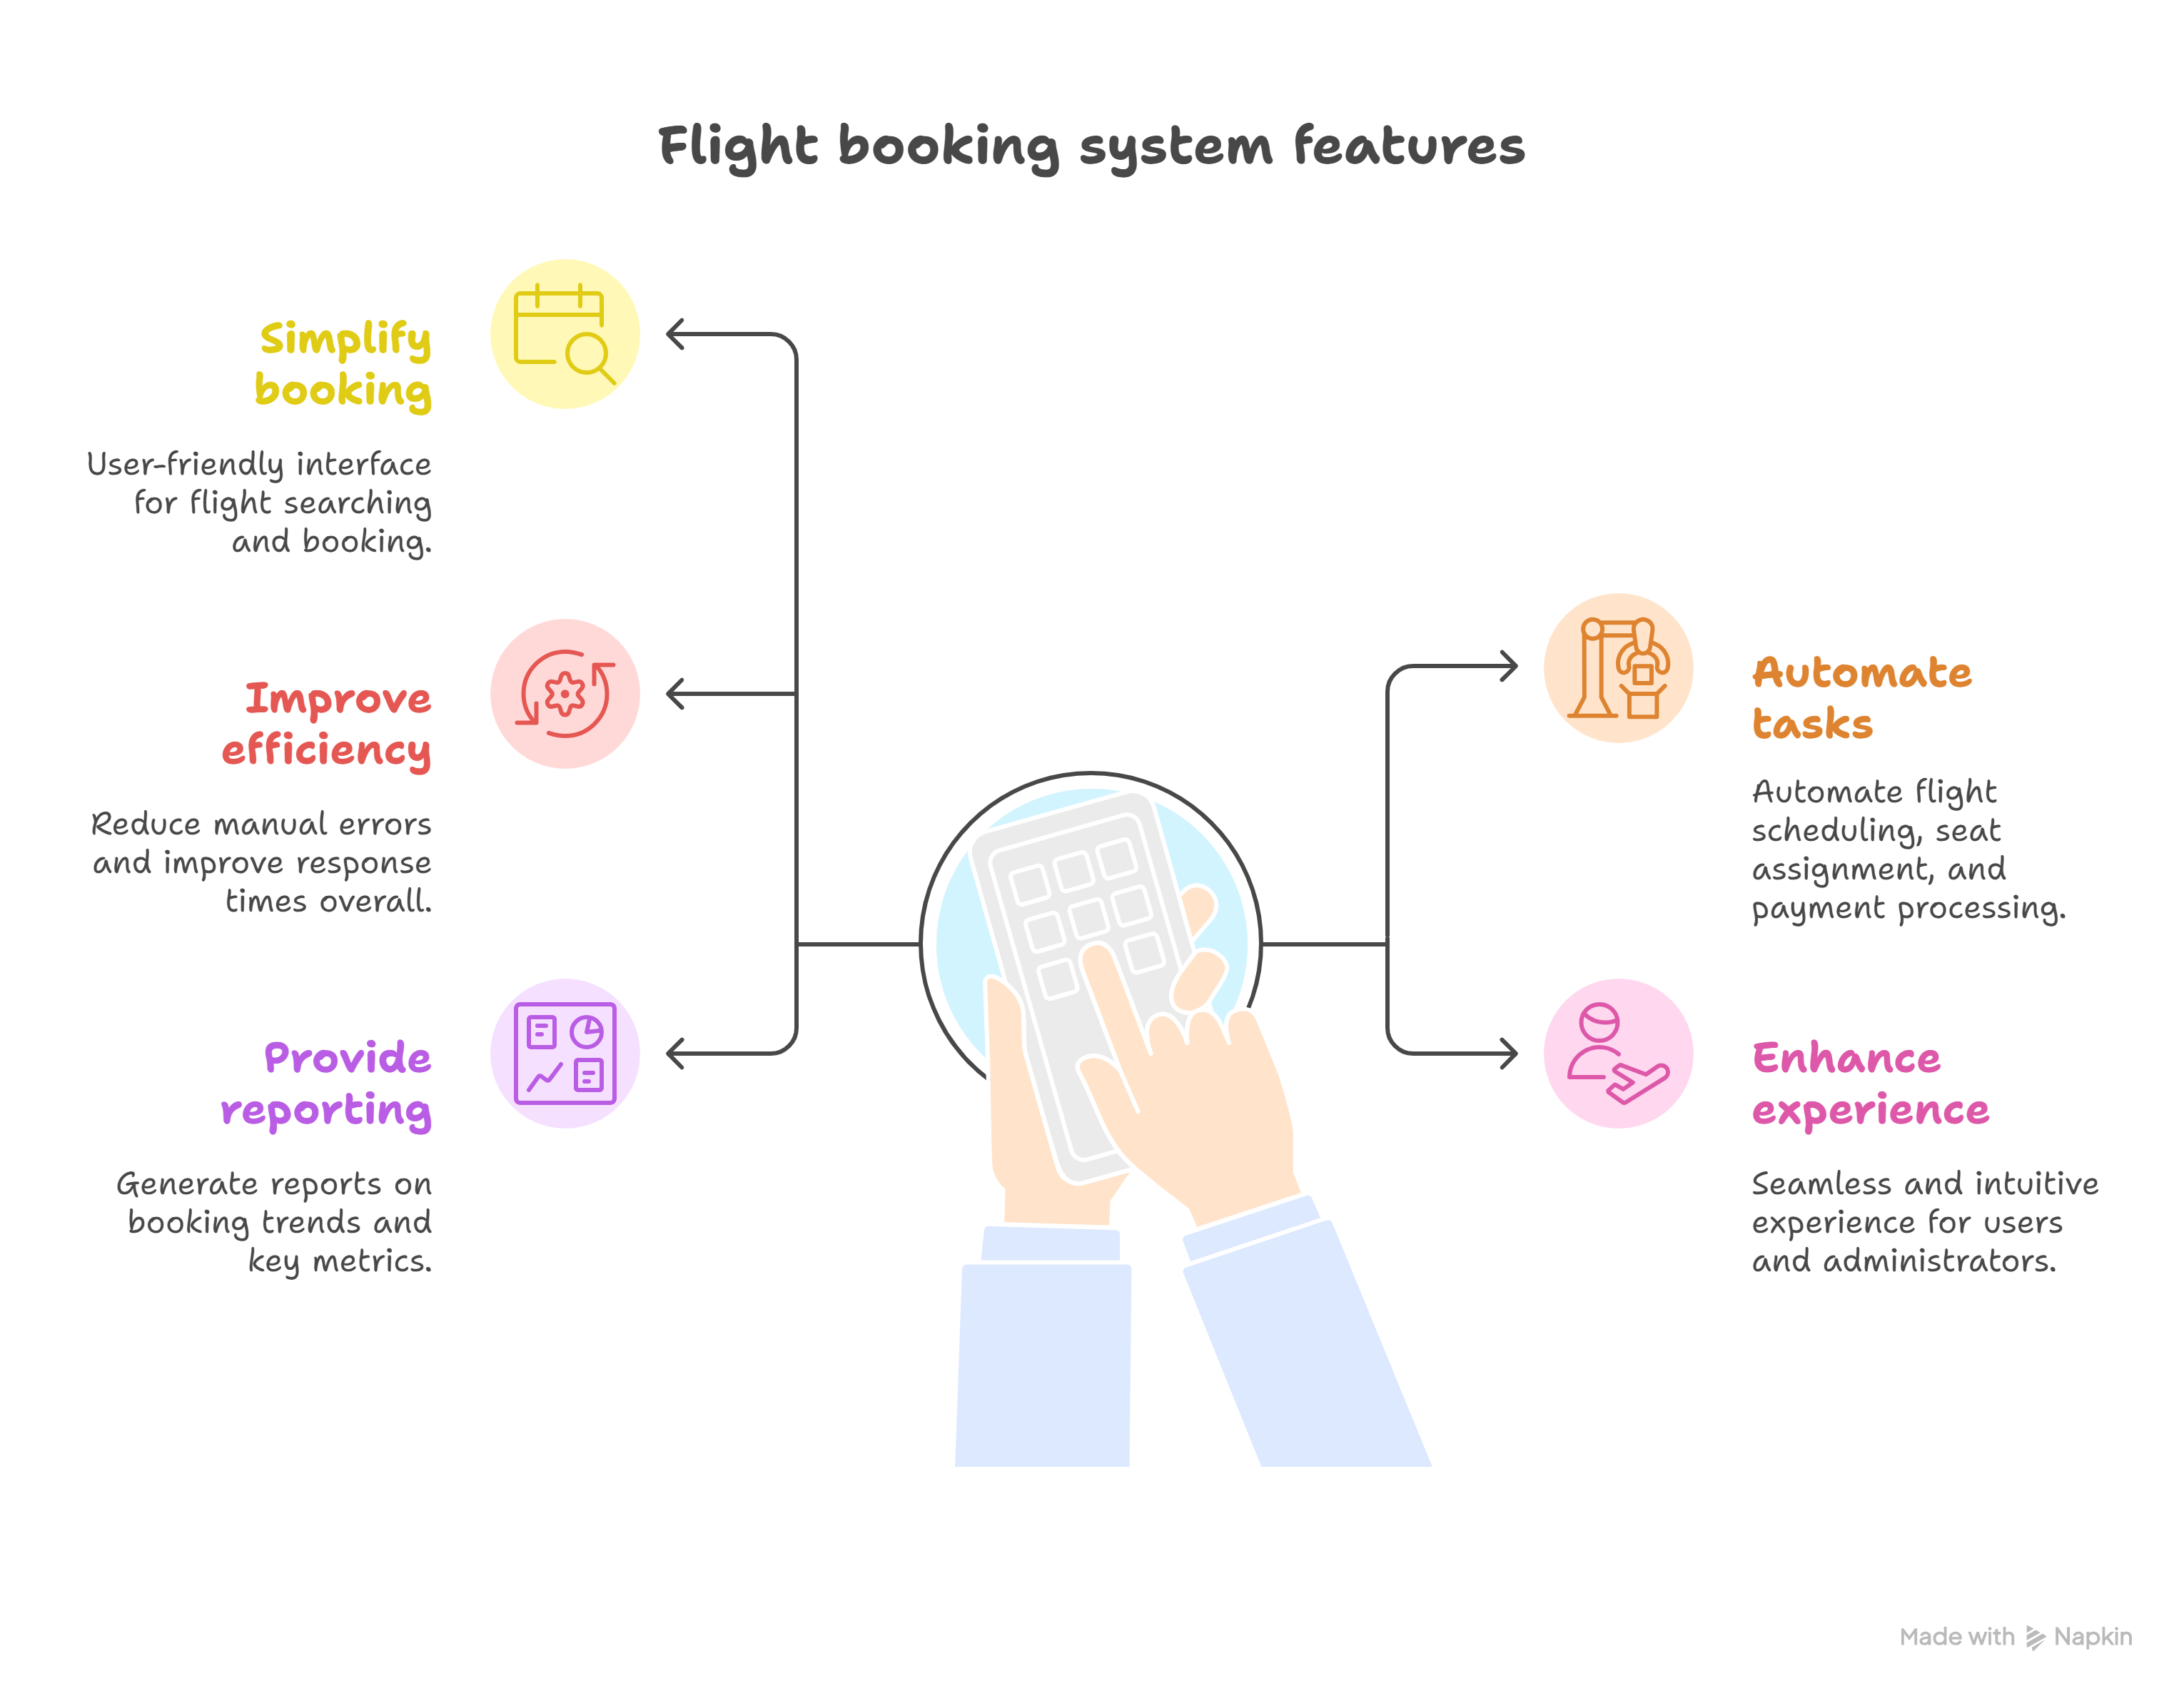 Flight booking system features
Simplify
booking
User-friendly interface
for flight searching
and booking.
Improve
efficiency
Reduce manual errors
and improve response
times overall.
Provide
reporting
Generate reports on
booking trends and
key metrics.
Automate
tasks
Automate flight
scheduling, seat
assignment, and
payment processing.
Enhance
experience
Seamless and intuitive
experience for users
and administrators.
Made with Napkin